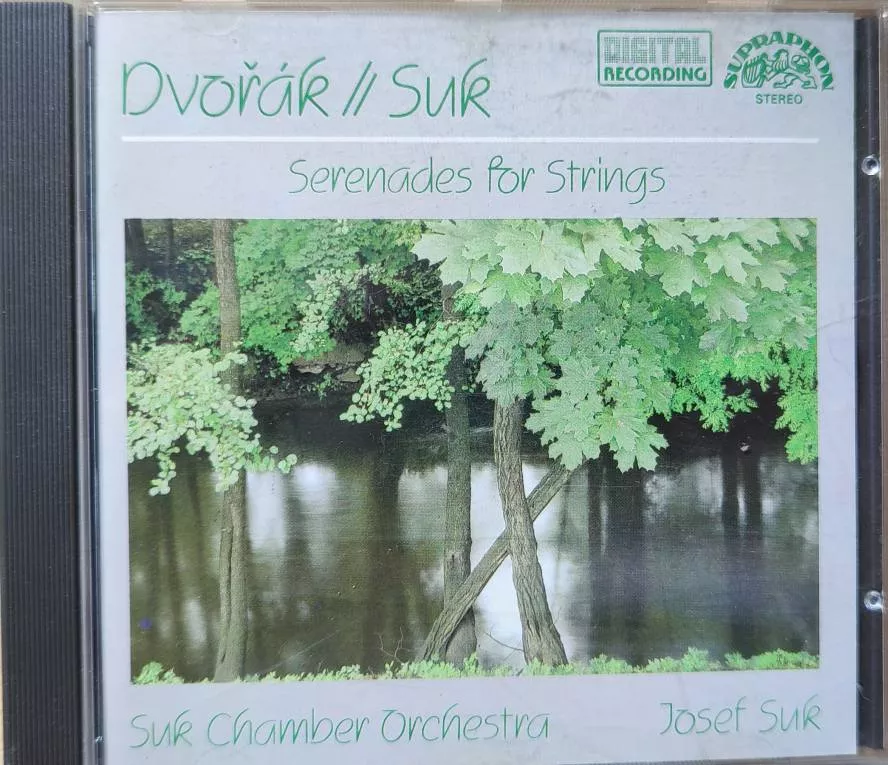 Dvořák // Suk
DIGITAL
RECORDING
SUPRAPHON
STEREO
Serenades for Strings
Suk Chamber Orchestra
Josef Suk